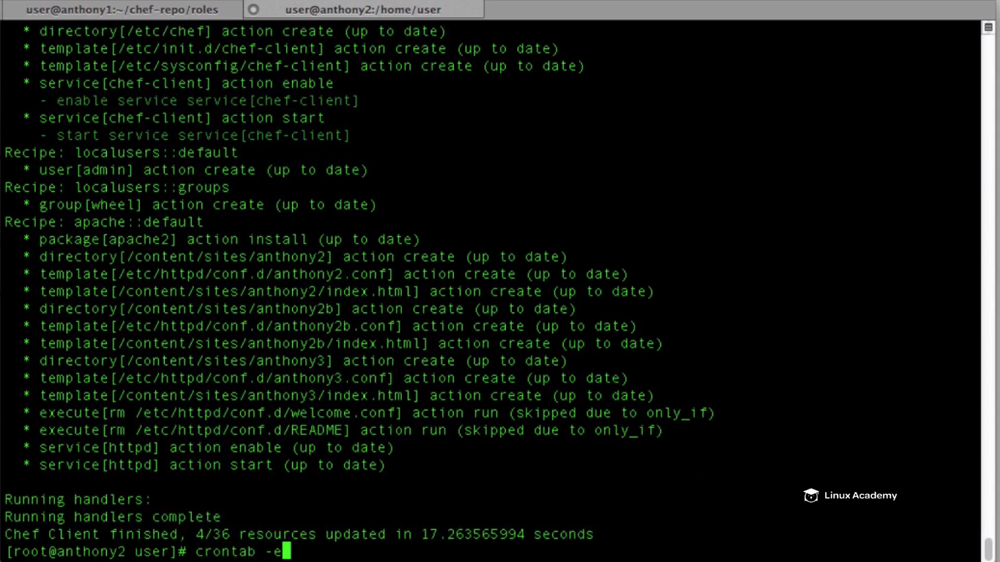 user@anthony1:~/chef-repo/roles
user@anthony2:/home/user
* directory[/etc/chef] action create (up to date)
* template[/etc/init.d/chef-client] action create (up to date)
* template[/etc/sysconfig/chef-client] action create (up to date)
* service[chef-client] action enable
- enable service service[chef-client]
* service[chef-client] action start
- start service service[chef-client]
Recipe: localusers::default
* user[admin] action create (up to date)
Recipe: localusers::groups
* group[wheel] action create (up to date)
Recipe: apache::default
* package[apache2] action install (up to date)
* directory[/content/sites/anthony2] action create (up to date)
* template[/etc/httpd/conf.d/anthony2.conf] action create (up to date)
* template[/content/sites/anthony2/index.html] action create (up to date)
* directory[/content/sites/anthony2b] action create (up to date)
* template[/etc/httpd/conf.d/anthony2b.conf] action create (up to date)
* template[/content/sites/anthony2b/index.html] action create (up to date)
* directory[/content/sites/anthony3] action create (up to date)
* template[/etc/httpd/conf.d/anthony3.conf] action create (up to date)
* template[/content/sites/anthony3/index.html] action create (up to date)
* execute[rm /etc/httpd/conf.d/welcome.conf] action run (skipped due to only_if)
* execute[rm /etc/httpd/conf.d/README] action run (skipped due to only_if)
* service[httpd] action enable (up to date)
* service[httpd] action start (up to date)
Running handlers:
Linux Academy
Running handlers complete
Chef Client finished, 4/36 resources updated in 17.263565994 seconds
[root@anthony2 user]# crontab -e